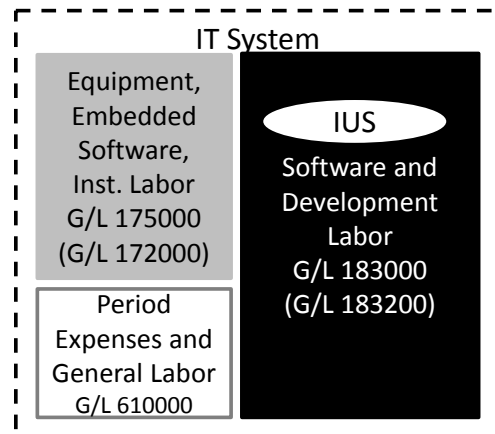 IT System
Equipment,
Embedded
Software,
Inst. Labor
G/L 175000
(G/L 172000)
Period
Expenses and
General Labor
G/L 610000
IUS
Software and
Development
Labor
G/L 183000
(G/L 183200)